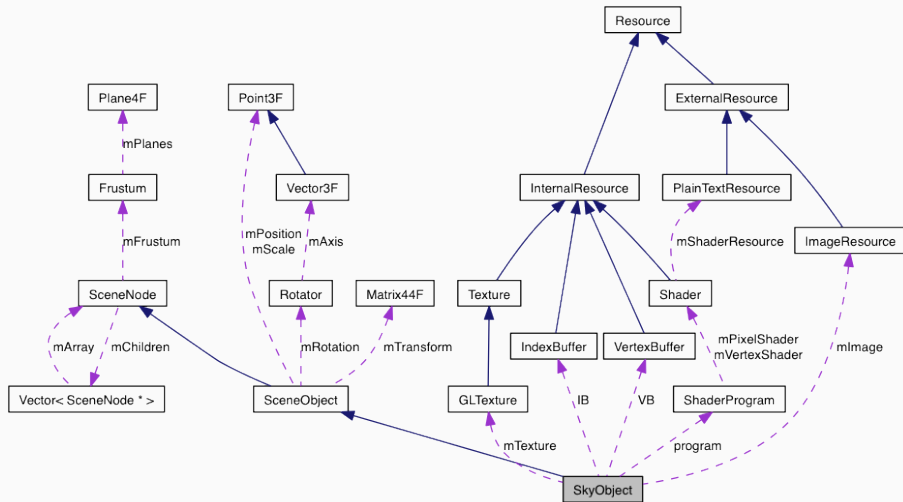 Resource
Plane4F
Point3F
ExternalResource
mPlanes
Frustum
Vector3F
InternalResource
PlainTextResource
mFrustum
mPosition
mScale
mAxis
mShaderResource
ImageResource
SceneNode
Rotator
Matrix44F
Texture
Shader
mArray
mChildren
mRotation
mTransform
IndexBuffer
VertexBuffer
mPixelShader
mVertexShader
mImage
Vector< SceneNode * >
SceneObject
GLTexture
IB
VB
ShaderProgram
mTexture
program
SkyObject